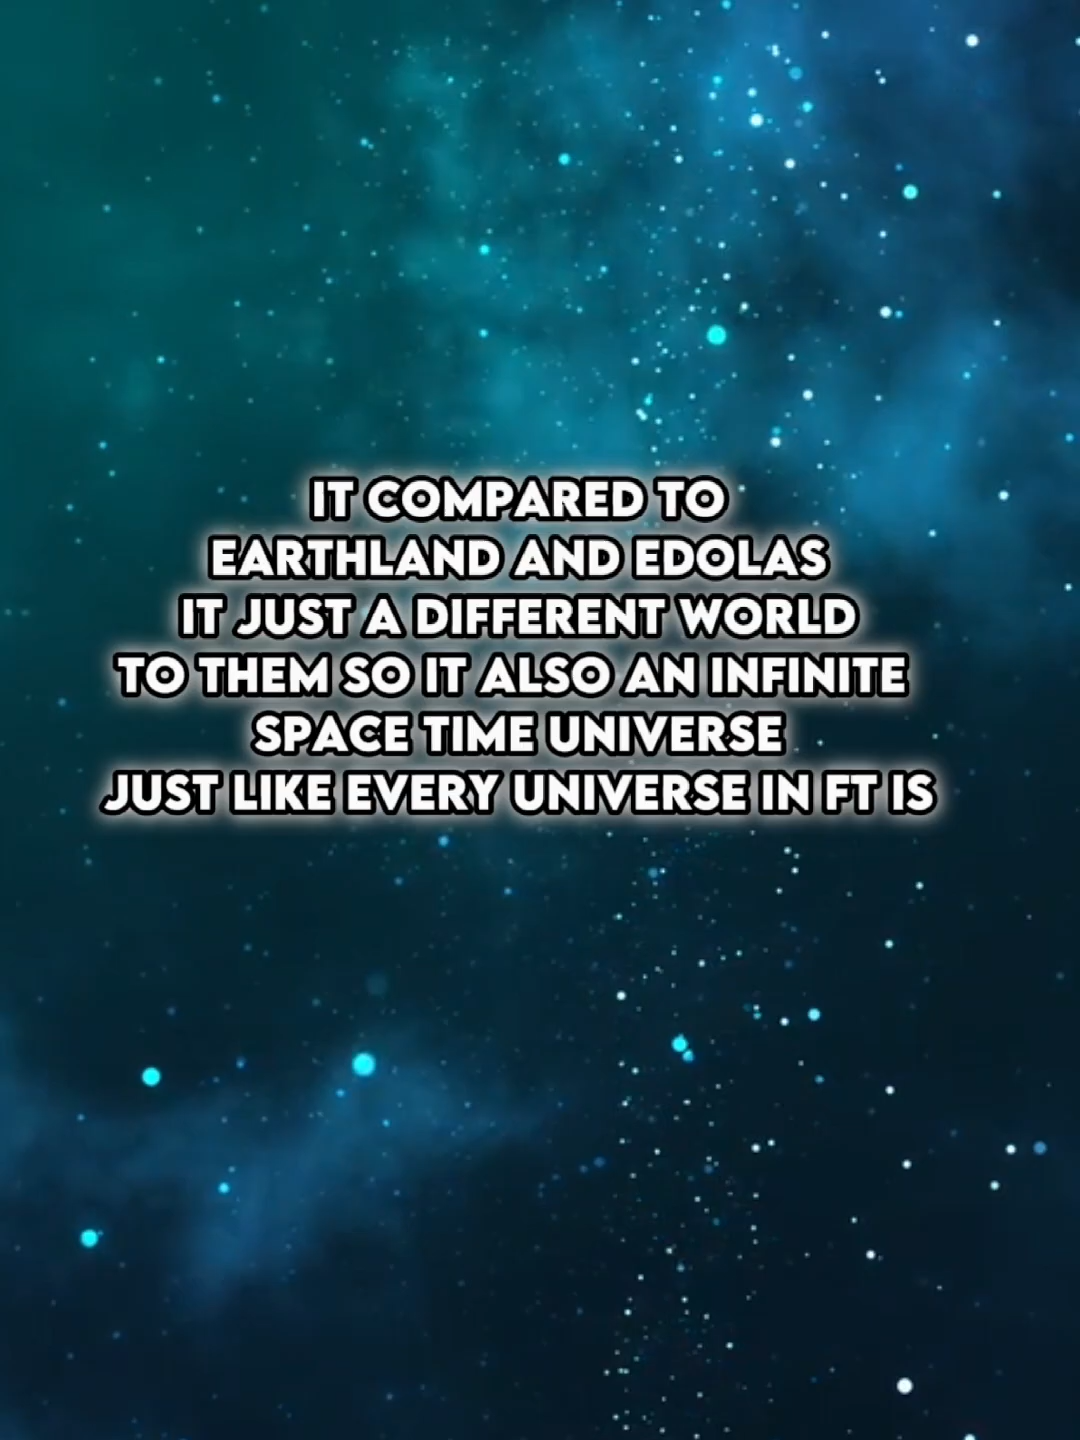 IT COMPARED TO
EARTHLAND AND EDOLAS
IT JUST A DIFFERENT WORLD
TO THEM SO IT ALSO AN INFINITE
SPACE TIME UNIVERSE
JUST LIKE EVERY UNIVERSE IN FT IS